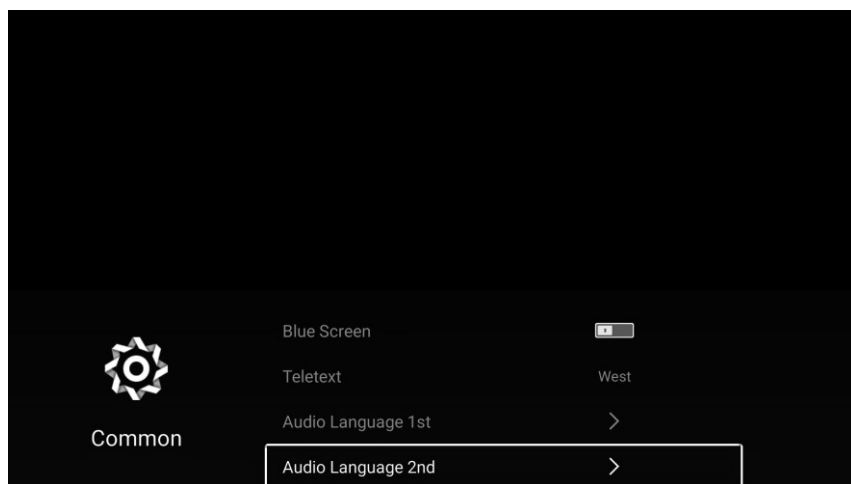 Blue Screen
Teletext West
Audio Language 1st
Common
Audio Language 2nd